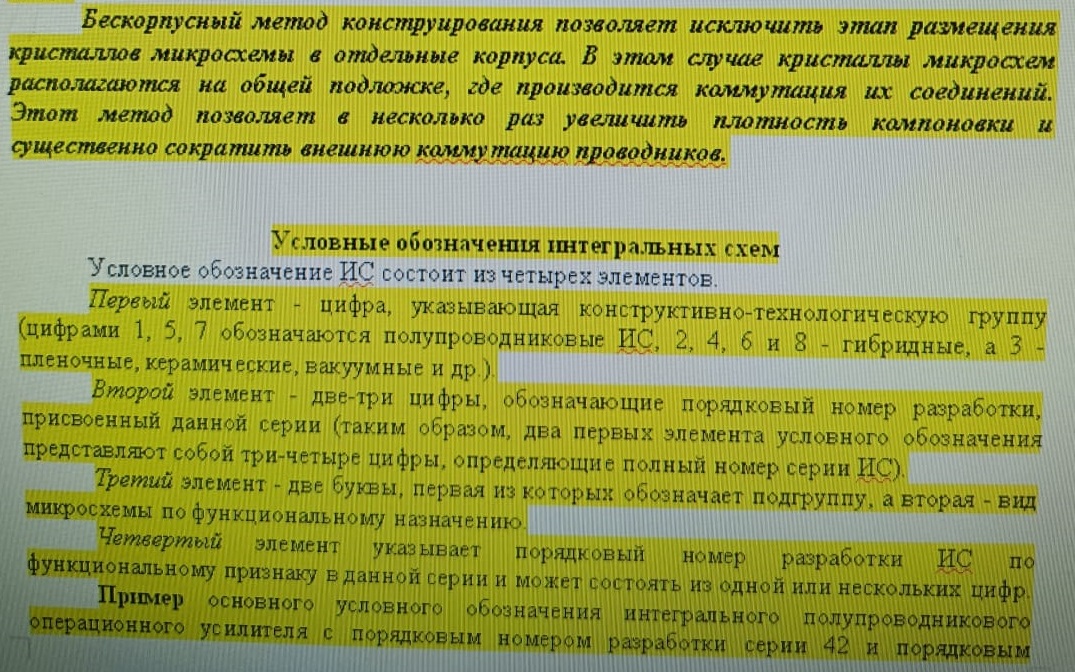 Бескорпусный метод конструирования позволяет исключить этап размещения
кристаллов микросхемы в отдельные корпуса. В этом случае кристаллы микросхем
располагаются на общей подложке, где производится коммутация их соединений.
Этот метод позволяет в несколько раз увеличить плотность компоновки и
существенно сократить внешнюю коммутацию проводников.
Условные обозначения интегральных схем
Условное обозначение ИС состоит из четырех элементов.
Первый элемент - цифра, указывающая конструктивно-технологическую группу
(цифрами 1, 5, 7 обозначаются полупроводниковые ИС, 2, 4, 6 и 8 - гибридные, а 3 -
пленочные, керамические, вакуумные и др.).
Второй элемент - две-три цифры, обозначающие порядковый номер разработки,
присвоенный данной серии (таким образом, два первых элемента условного обозначения
представляют собой три-четыре цифры, определяющие полный номер серии ИС).
Третий элемент - две буквы, первая из которых обозначает подгруппу, а вторая - вид
микросхемы по функциональному назначению.
Четвертый элемент указывает порядковый номер разработки ИС по
функциональному признаку в данной серии и может состоять из одной или нескольких цифр.
Пример основного условного обозначения интегрального полупроводникового
операционного усилителя с порядковым номером разработки серии 42 и порядковым